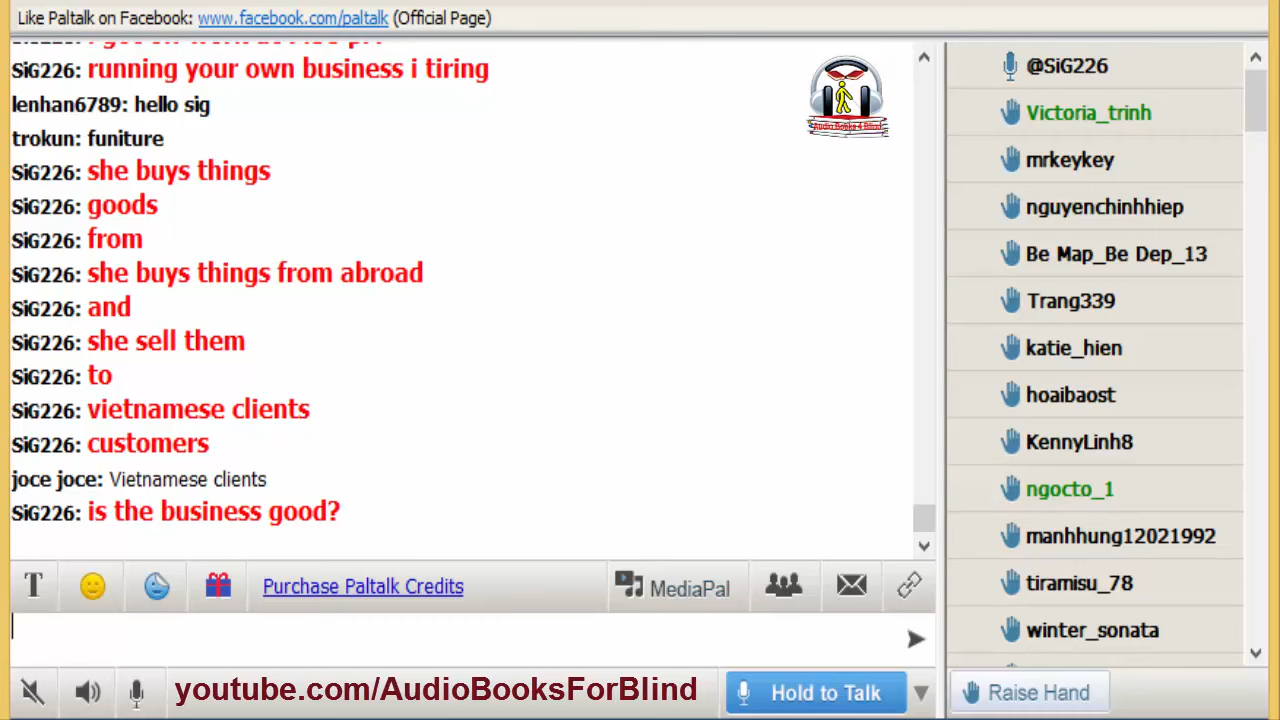 Like Paltalk on Facebook: www.facebook.com/paltalk (Official Page)
SiG226: running your own business i tiring
lenhan6789: hello sig
trokun: funiture
SiG226: she buys things
SiG226: goods
SiG226: from
SiG226: she buys things from abroad
SiG226: and
SiG226: she sell them
SiG226: to
SiG226: vietnamese clients
SiG226: customers
joce joce: Vietnamese clients
SiG226: is the business good?
Audio Books 4 Blind
@SiG226
Victoria_trinh
mrkeykey
nguyenchinhhiep
Be Map_Be Dep_13
Trang339
katie_hien
hoaibaost
KennyLinh8
ngocto_1
manhhung12021992
tiramisu_78
winter_sonata
T
Purchase Paltalk Credits
MediaPal
youtube.com/AudioBooksForBlind
Hold to Talk
Raise Hand